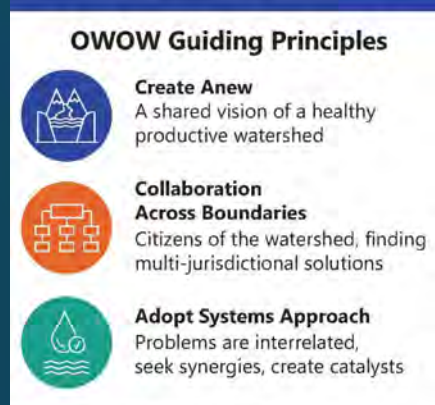 OWOW Guiding Principles
Create Anew
A shared vision of a healthy
productive watershed
Collaboration
Across Boundaries
Citizens of the watershed, finding
multi-jurisdictional solutions
Adopt Systems Approach
Problems are interrelated,
seek synergies, create catalysts